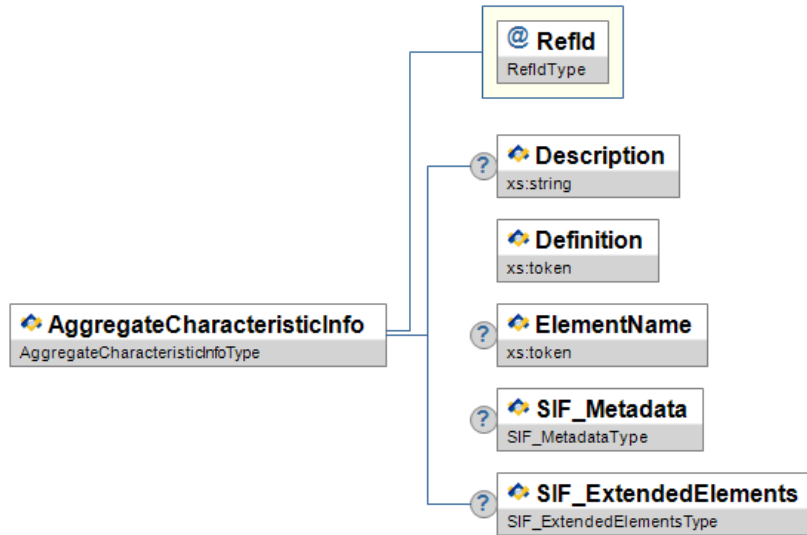 @ RefId
RefIdType
? Description
xs:string
Definition
xs:token
AggregateCharacteristicInfo
AggregateCharacteristicInfoType
? ElementName
xs:token
? SIF_Metadata
SIF_MetadataType
? SIF_ExtendedElements
SIF_ExtendedElementsType